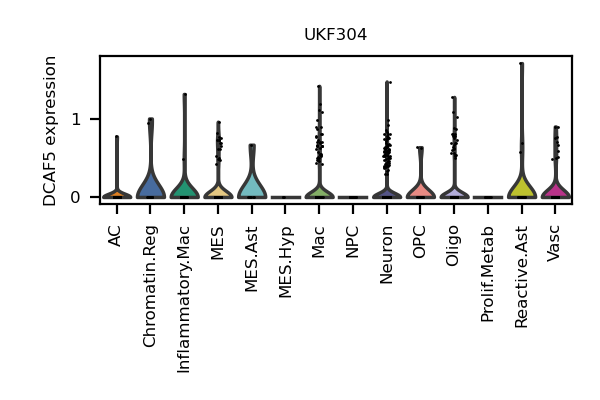 UKF304
DCAF5 expression
1
0
AC
Chromatin.Reg
Inflammatory.Mac
MES
MES.Ast
MES.Hyp
Mac
NPC
Neuron
OPC
Oligo
Prolif.Metab
Reactive.Ast
Vasc